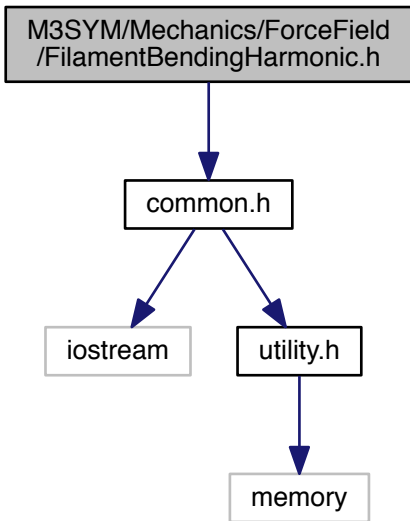 M3SYM/Mechanics/ForceField
/FilamentBendingHarmonic.h
common.h
iostream
utility.h
memory